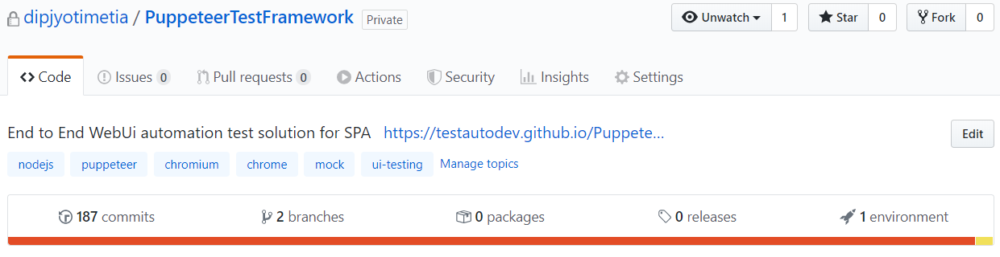 dipjyotimetia / PuppeteerTestFramework Private Unwatch 1 Star 0 Fork 0
Code Issues 0 Pull requests 0 Actions Security Insights Settings
End to End WebUi automation test solution for SPA https://testautodev.github.io/Puppete... Edit
nodejs puppeteer chromium chrome mock ui-testing Manage topics
187 commits 2 branches 0 packages 0 releases 1 environment